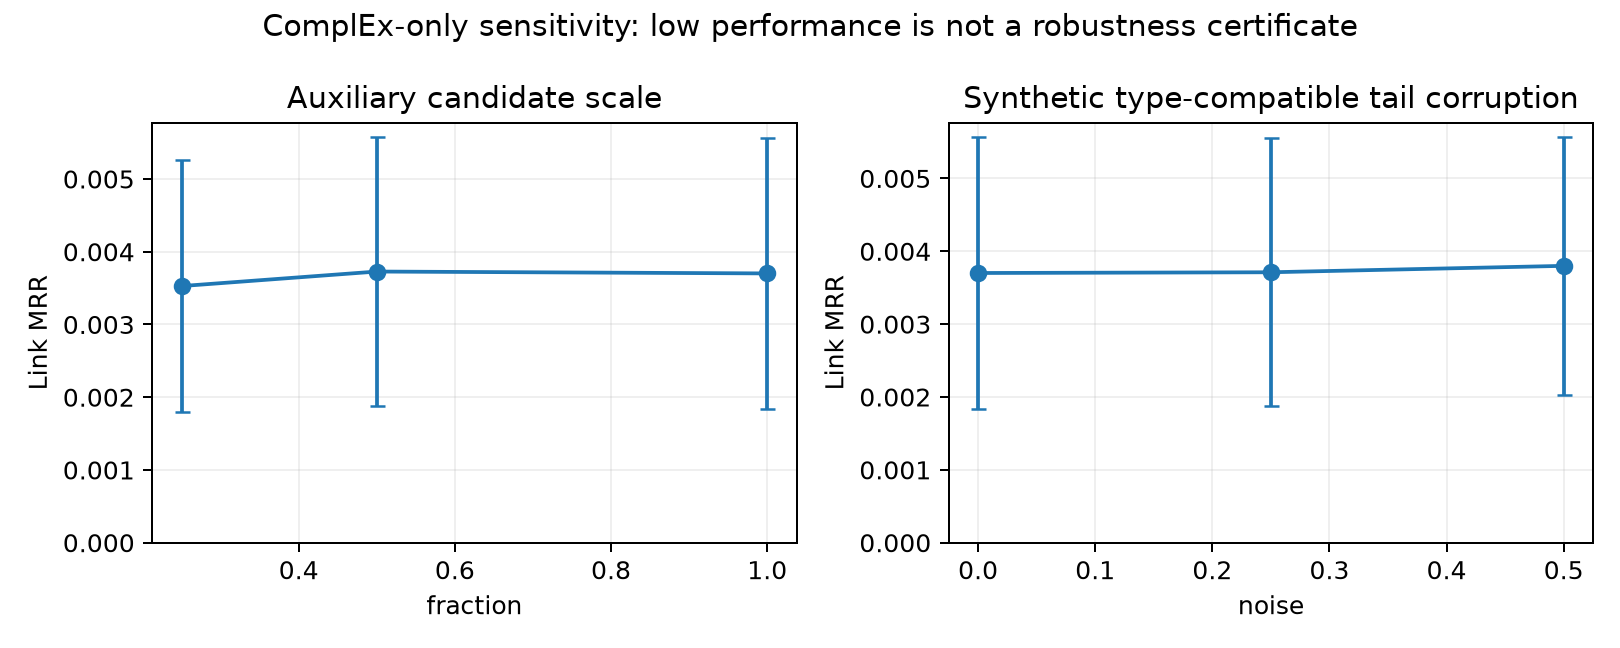 ComplEx-only sensitivity: low performance is not a robustness certificate
Auxiliary candidate scale
Link MRR
0.005
0.004
0.003
0.002
0.001
0.000
0.4 0.6 0.8 1.0
fraction
Synthetic type-compatible tail corruption
Link MRR
0.005
0.004
0.003
0.002
0.001
0.000
0.0 0.1 0.2 0.3 0.4 0.5
noise